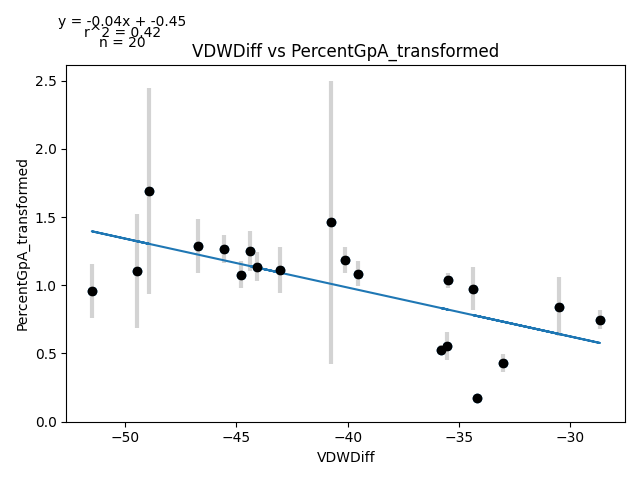 y = -0.04x + -0.45
r^2 = 0.42
n = 20
VDWDiff vs PercentGpA_transformed
2.5
2.0
1.5
1.0
0.5
0.0
PercentGpA_transformed
−50
−45
−40
−35
−30
VDWDiff